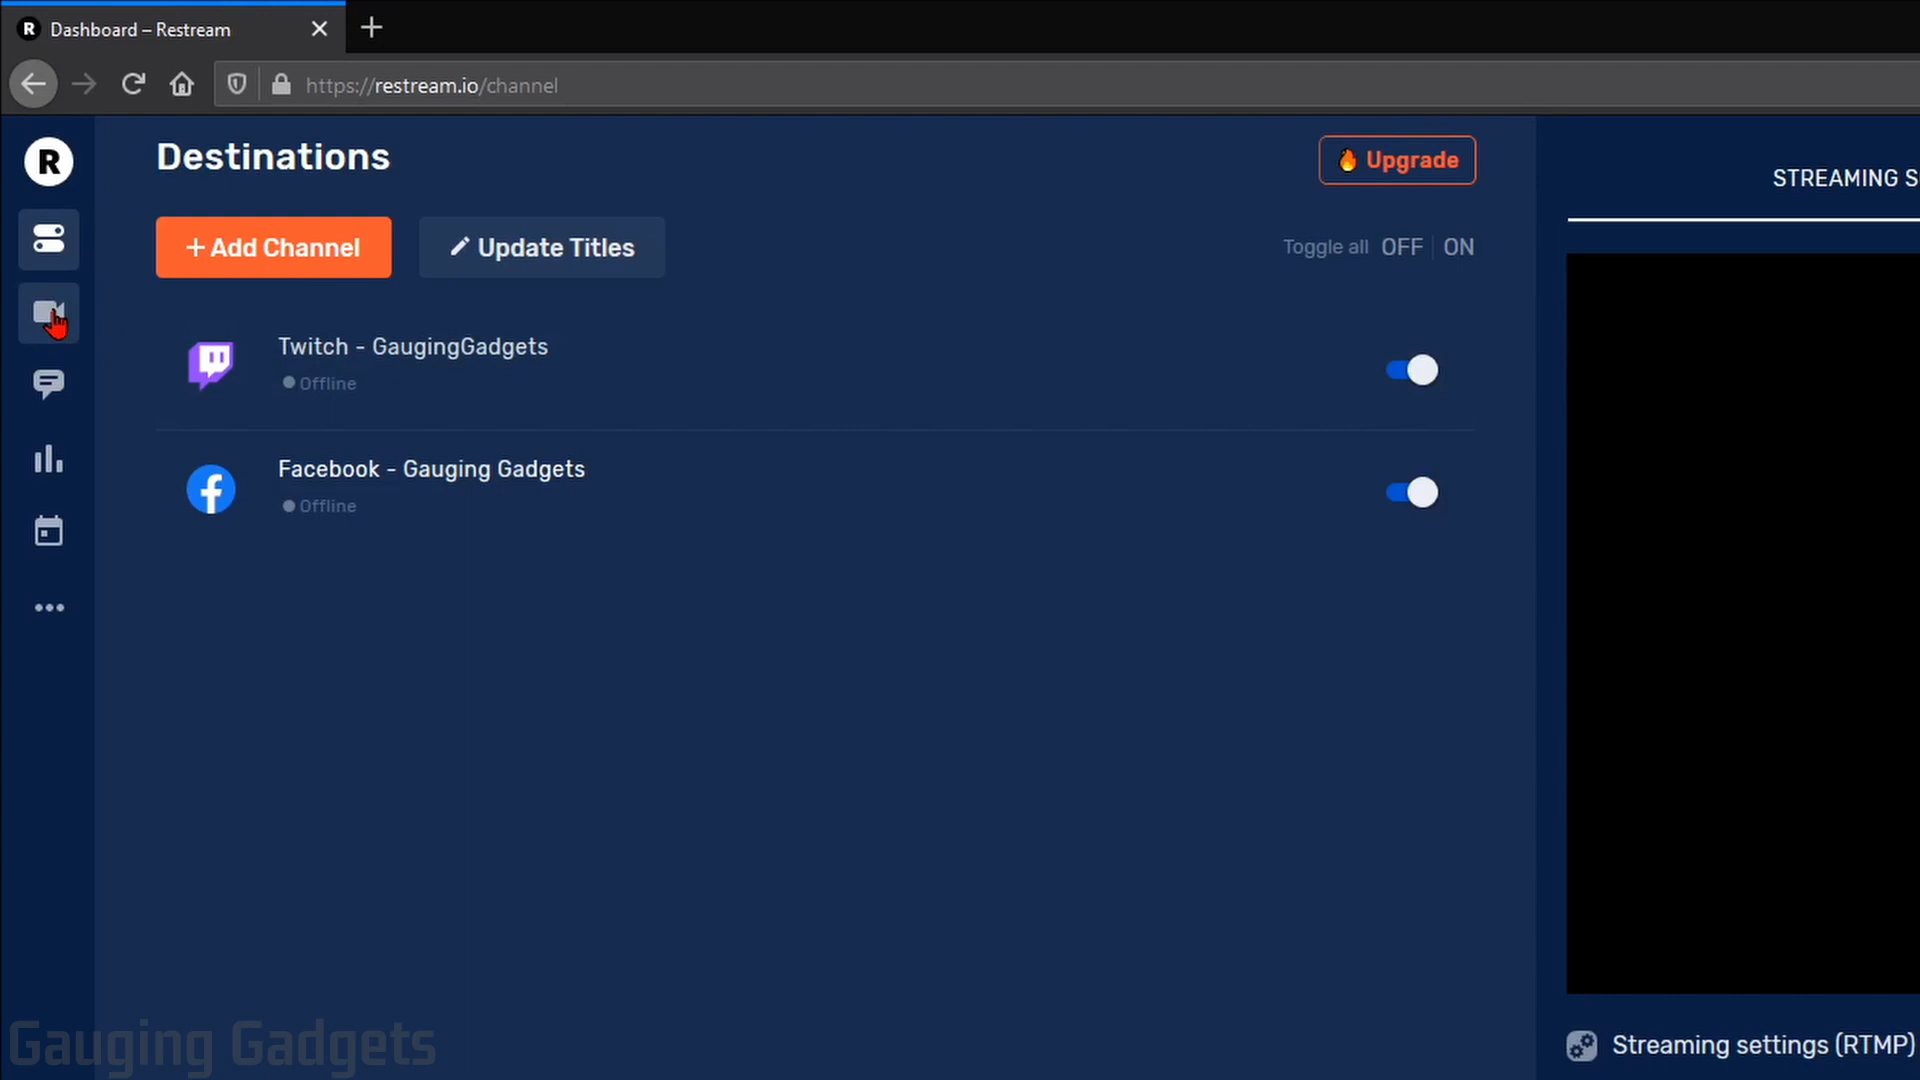 R Dashboard – Restream
https://restream.io/channel
R
Destinations
Upgrade
STREAMING S
+ Add Channel
Update Titles
Toggle all OFF ON
Twitch - GaugingGadgets
Offline
Facebook - Gauging Gadgets
Offline
Gauging Gadgets
Streaming settings (RTMP)